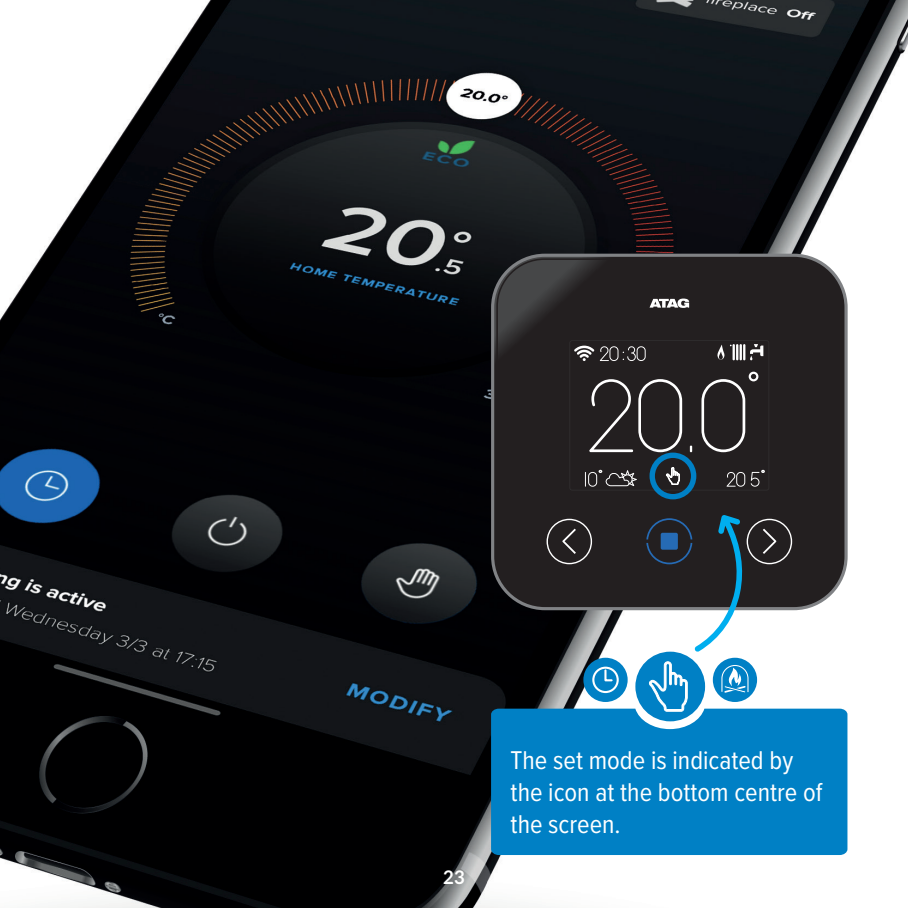 fireplace Off
20.0°
ECO
20°.5
HOME TEMPERATURE
°C
ATAG
20:30
20.0°
10°
20 5°
ng is active
Wednesday 3/3 at 17:15
MODIFY
The set mode is indicated by
the icon at the bottom centre of
the screen.
23